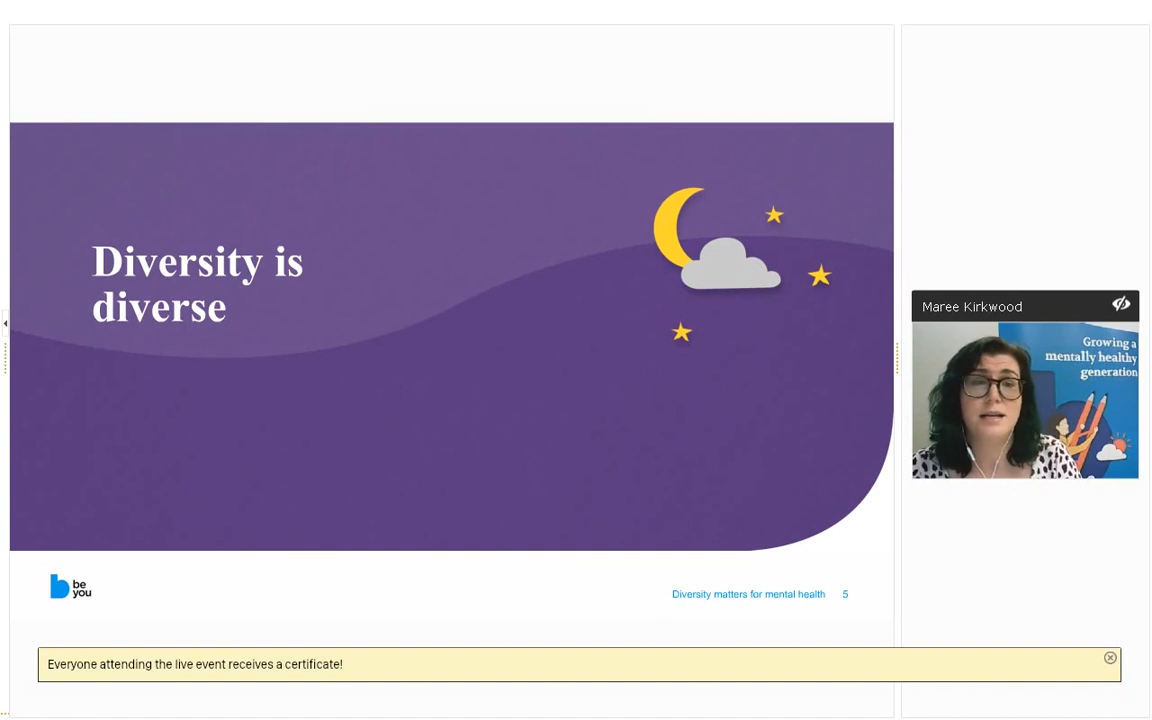 Diversity is
diverse
Maree Kirkwood
Growing a
mentally healthy
generation
be
you
Diversity matters for mental health 5
Everyone attending the live event receives a certificate!